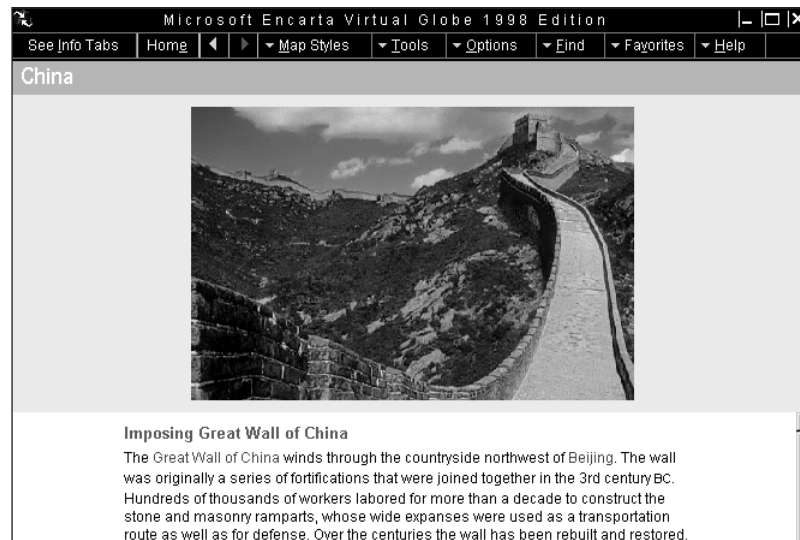 Microsoft Encarta Virtual Globe 1998 Edition
See Info Tabs Home Map Styles Tools Options Find Favorites Help
China
Imposing Great Wall of China
The Great Wall of China winds through the countryside northwest of Beijing. The wall
was originally a series of fortifications that were joined together in the 3rd century BC.
Hundreds of thousands of workers labored for more than a decade to construct the
stone and masonry ramparts, whose wide expanses were used as a transportation
route as well as for defense. Over the centuries the wall has been rebuilt and restored.